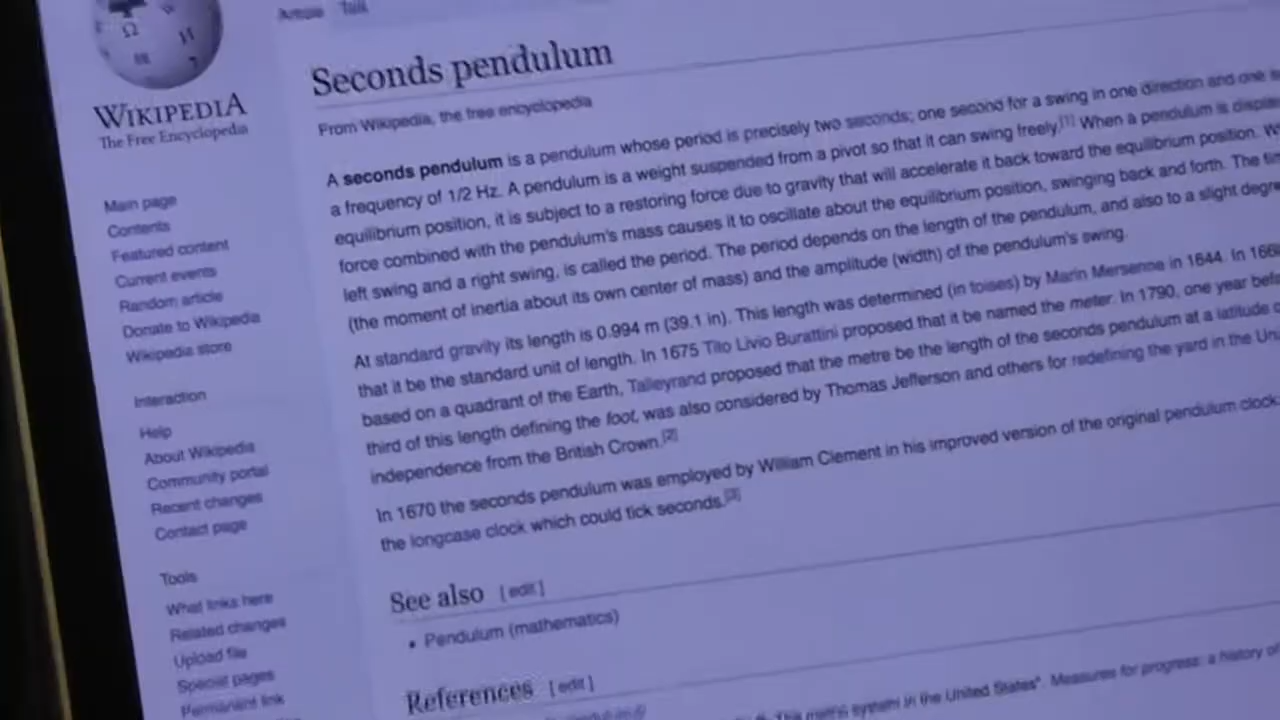 Article Talk
WIKIPEDIA
The Free Encyclopedia
Main page
Contents
Featured content
Current events
Random article
Donate to Wikipedia
Wikipedia store
Interaction
Help
About Wikipedia
Community portal
Recent changes
Contact page
Tools
What links here
Related changes
Upload file
Special pages
Permanent link
Seconds pendulum
From Wikipedia, the free encyclopedia
A seconds pendulum is a pendulum whose period is precisely two seconds; one second for a swing in one direction and one
a frequency of 1/2 Hz. A pendulum is a weight suspended from a pivot so that it can swing freely.[1] When a pendulum is
equilibrium position, it is subject to a restoring force due to gravity that will accelerate it back toward the equilibrium position.
force combined with the pendulum's mass causes it to oscillate about the equilibrium position, swinging back and forth. The
left swing and a right swing, is called the period. The period depends on the length of the pendulum, and also to a slight
(the moment of inertia about its own center of mass) and the amplitude (width) of the pendulum's swing.
At standard gravity its length is 0.994 m (39.1 in). This length was determined (in toises) by Marin Mersenne in 1644. In
that it be the standard unit of length. In 1675 Tito Livio Burattini proposed that it be named the meter. In 1790, one year
based on a quadrant of the Earth, Talleyrand proposed that the metre be the length of the seconds pendulum at a latitude
third of this length defining the foot, was also considered by Thomas Jefferson and others for redefining the yard in the
independence from the British Crown.[2]
In 1670 the seconds pendulum was employed by William Clement in his improved version of the original pendulum clock
the longcase clock which could tick seconds.[3]
See also [edit]
• Pendulum (mathematics)
References [edit]
system in the United States". Measures for progress: a history of